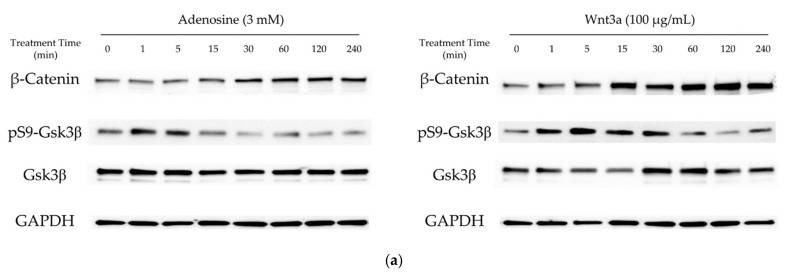 Adenosine (3 mM)
Treatment Time
(min)
0 1 5 15 30 60 120 240
β-Catenin
pS9-Gsk3β
Gsk3β
GAPDH
Wnt3a (100 μg/mL)
Treatment Time
(min)
0 1 5 15 30 60 120 240
β-Catenin
pS9-Gsk3β
Gsk3β
GAPDH
(a)